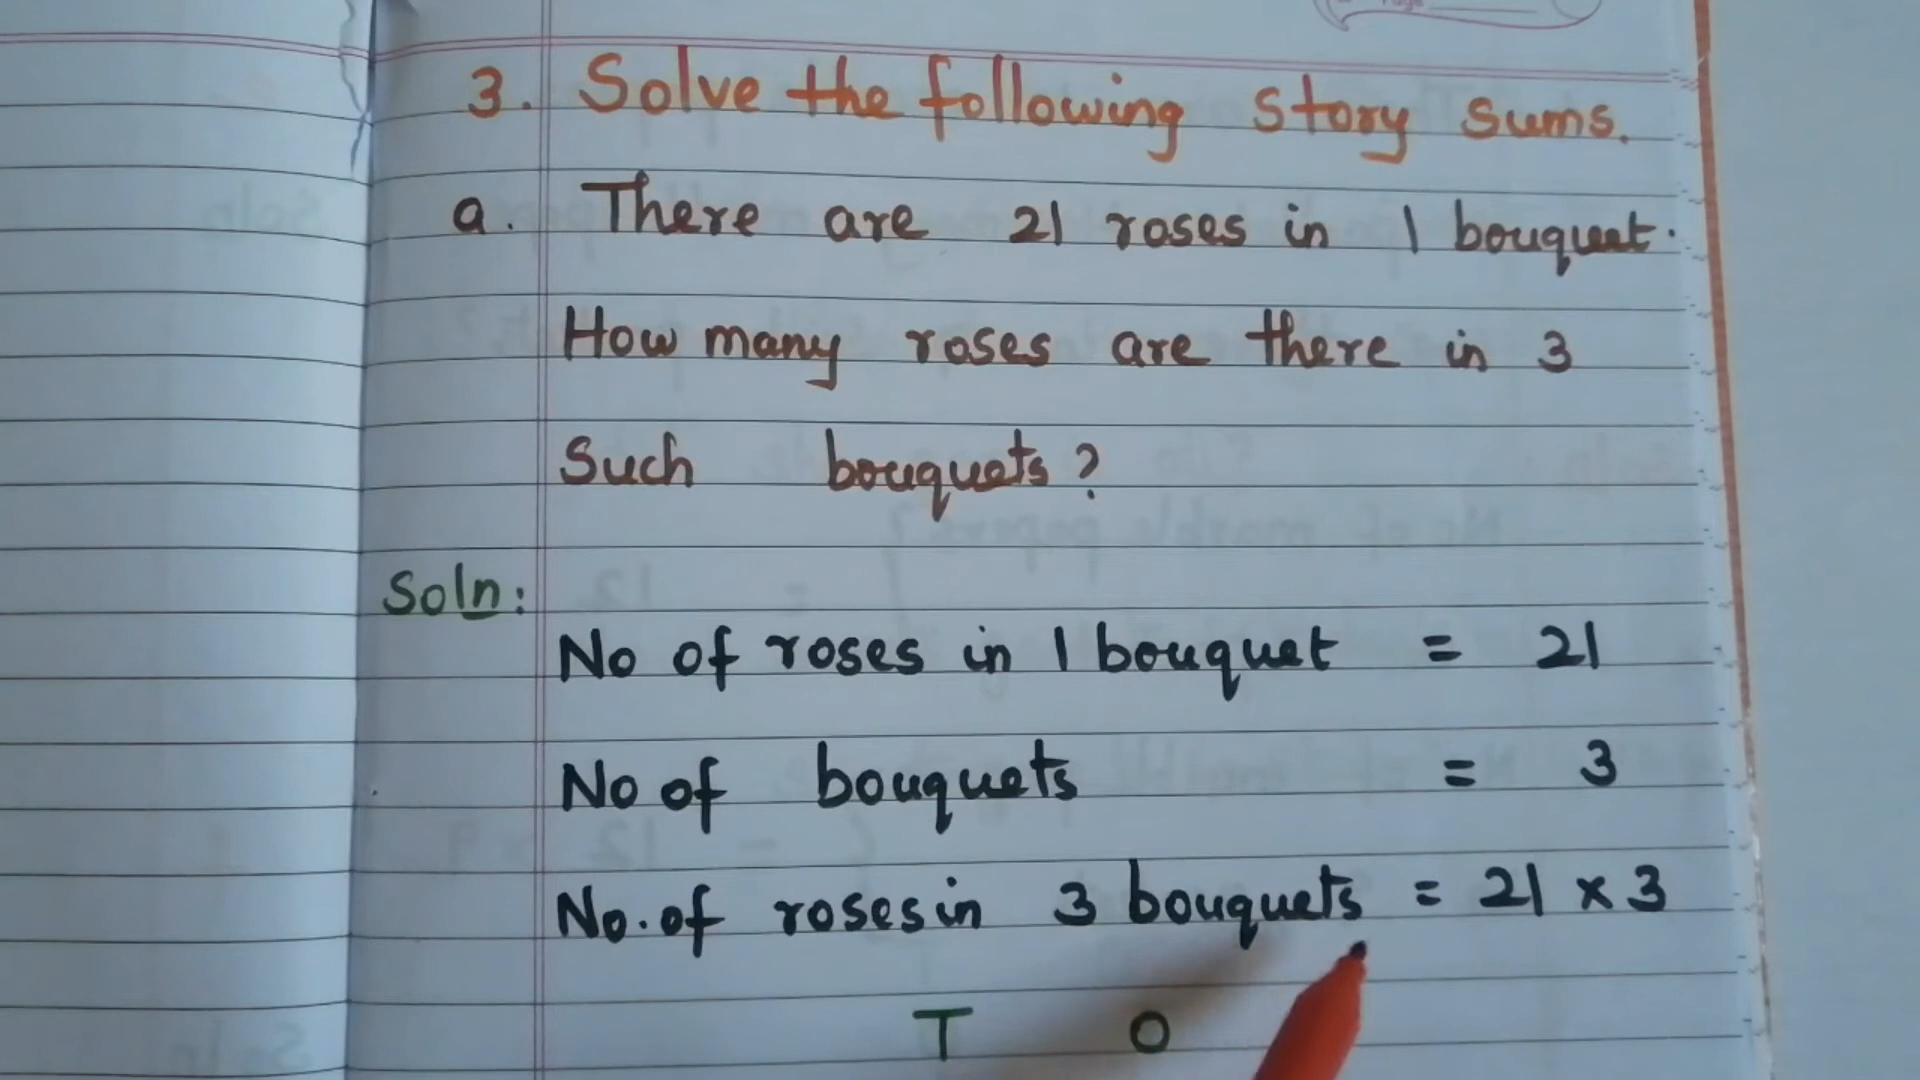 3. Solve the following Story Sums.
a. There are 21 roses in 1 bouquet.
How many roses are there in 3
Such bouquets?
Soln:
No of roses in 1 bouquet = 21
No of bouquets = 3
No. of roses in 3 bouquets = 21 x 3
T O